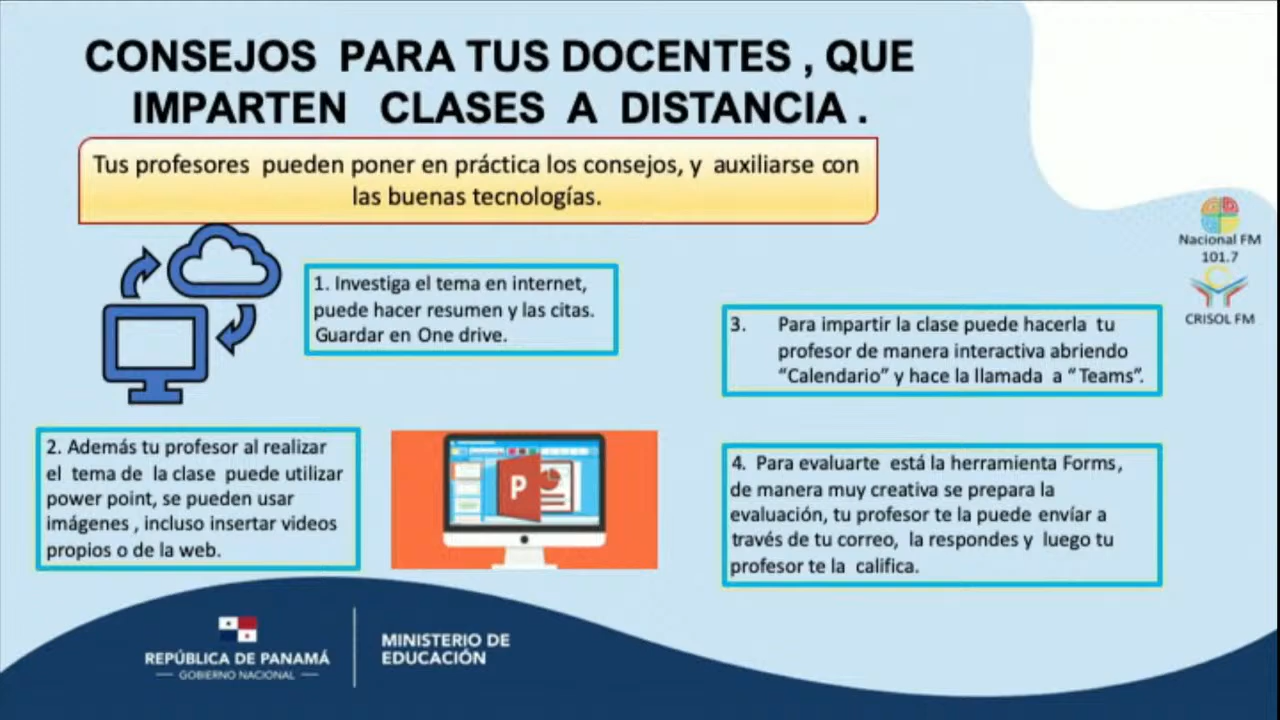 CONSEJOS PARA TUS DOCENTES , QUE
IMPARTEN CLASES A DISTANCIA .
Tus profesores pueden poner en práctica los consejos, y auxiliarse con
las buenas tecnologías.
1. Investiga el tema en internet,
puede hacer resumen y las citas.
Guardar en One drive.
2. Además tu profesor al realizar
el tema de la clase puede utilizar
power point, se pueden usar
imágenes , incluso insertar videos
propios o de la web.
P
3. Para impartir la clase puede hacerla tu
profesor de manera interactiva abriendo
“Calendario” y hace la llamada a “ Teams”.
4. Para evaluarte está la herramienta Forms,
de manera muy creativa se prepara la
evaluación, tu profesor te la puede envíar a
través de tu correo, la respondes y luego tu
profesor te la califica.
Nacional FM
101.7
CRISOL FM
REPÚBLICA DE PANAMÁ
— GOBIERNO NACIONAL —
MINISTERIO DE
EDUCACIÓN